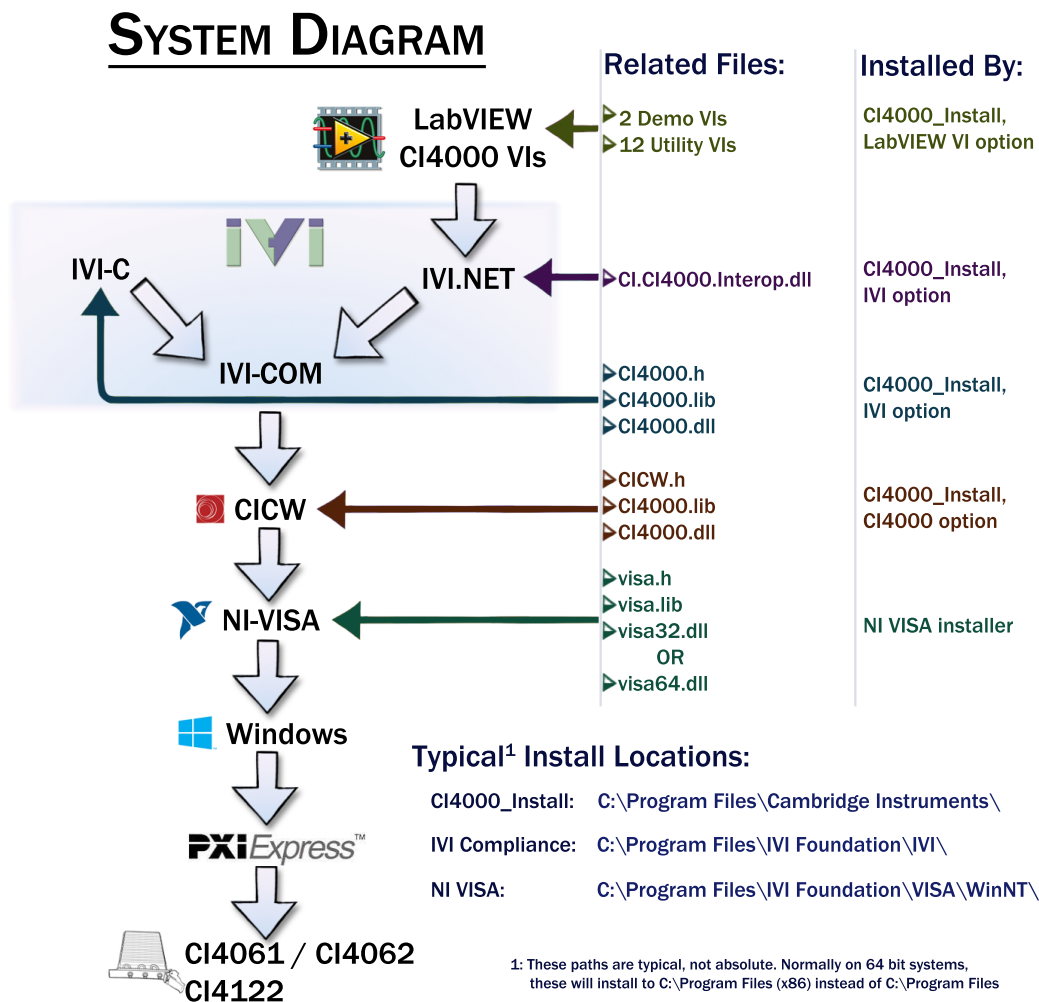 SYSTEM DIAGRAM
Related Files:
Installed By:
LabVIEW
CI4000 VIs
2 Demo VIs
12 Utility VIs
CI4000_Install,
LabVIEW VI option
iVi
IVI-C
IVI.NET
CI.CI4000.Interop.dll
CI4000_Install,
IVI option
IVI-COM
CI4000.h
CI4000.lib
CI4000.dll
CI4000_Install,
IVI option
CICW
CICW.h
CI4000.lib
CI4000.dll
CI4000_Install,
CI4000 option
NI-VISA
visa.h
visa.lib
visa32.dll
OR
visa64.dll
NI VISA installer
Windows
PXI Express™
CI4061 / CI4062
CI4122
Typical1 Install Locations:
CI4000_Install: C:\Program Files\Cambridge Instruments\
IVI Compliance: C:\Program Files\IVI Foundation\IVI\
NI VISA: C:\Program Files\IVI Foundation\VISA\WinNT\
1: These paths are typical, not absolute. Normally on 64 bit systems,
these will install to C:\Program Files (x86) instead of C:\Program Files